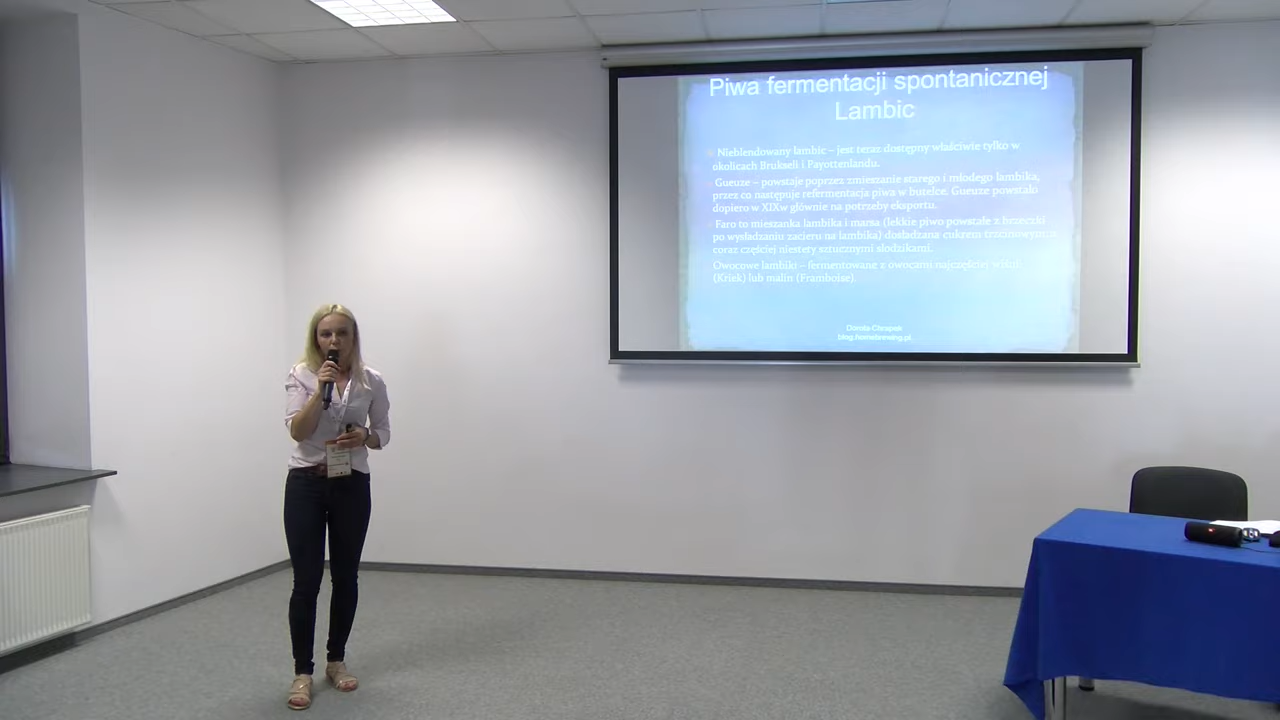 Piwa fermentacji spontanicznej
Lambic
Nieblendowany lambic – jest teraz dostępny właściwie tylko w
okolicach Brukseli i Payottenlandu.
Gueuze – powstaje poprzez zmieszanie starego i młodego lambika,
przez co następuje refermentacja piwa w butelce. Gueuze powstało
dopiero w XIXw głównie na potrzeby eksportu.
Faro to mieszanka lambika i marsa (lekkie piwo powstałe z brzeczki
po wysładzaniu zacieru na lambika) dosładzana cukrem trzcinowym, a
coraz częściej niestety sztucznymi słodzikami.
Owocowe lambiki – fermentowane z owocami najczęściej wiśni
(Kriek) lub malin (Framboise).
Dorota Chrapek
blog.homebrewing.pl